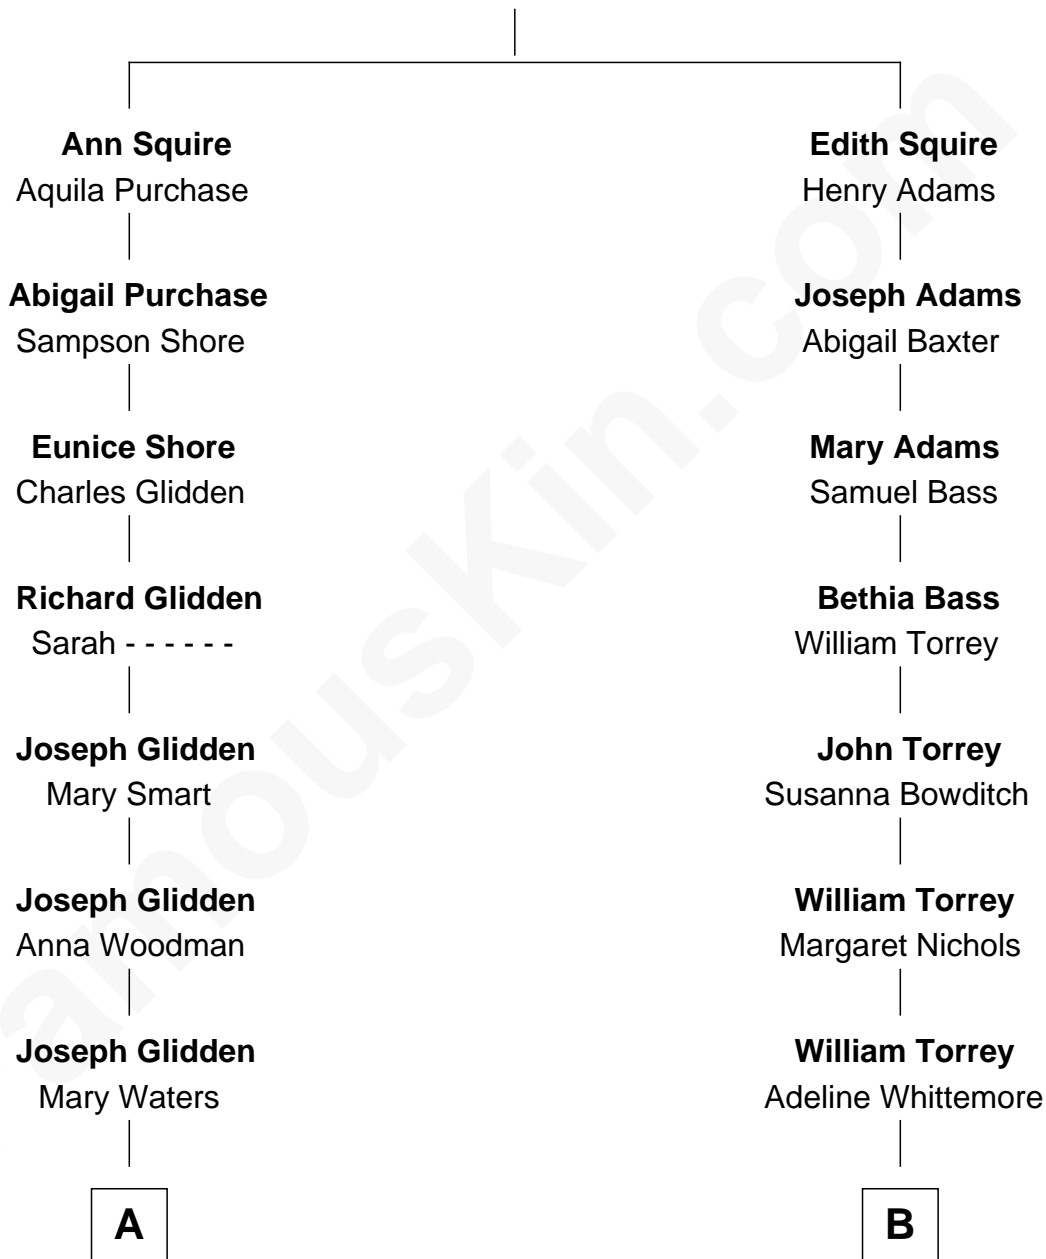 Ann Squire
Aquila Purchase
Abigail Purchase
Sampson Shore
Eunice Shore
Charles Glidden
Richard Glidden
Sarah - - - - - -
Joseph Glidden
Mary Smart
Joseph Glidden
Anna Woodman
Joseph Glidden
Mary Waters
A
Edith Squire
Henry Adams
Joseph Adams
Abigail Baxter
Mary Adams
Samuel Bass
Bethia Bass
William Torrey
John Torrey
Susanna Bowditch
William Torrey
Margaret Nichols
William Torrey
Adeline Whittemore
B
amouskin.com